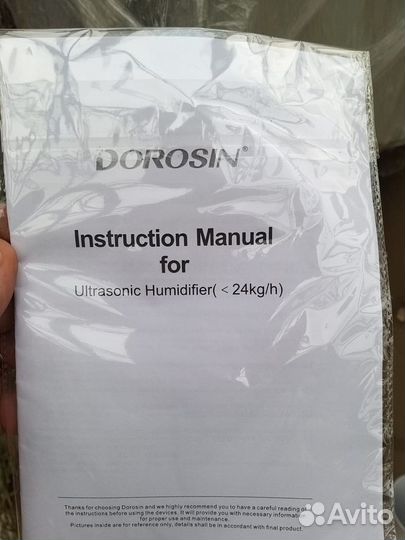 DOROSIN®
Instruction Manual
for
Ultrasonic Humidifier( < 24kg/h)
Thanks for choosing Dorosin and we highly recommend you to have a careful reading of
the instructions before using the devices. It will provide you with necessary information
for proper use and maintenance.
Pictures inside are for reference only, details shall be in accordance with final product.
Avito